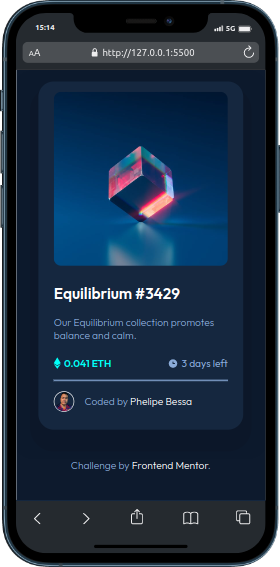 15:14
5G
AA
http://127.0.0.1:5500
Equilibrium #3429
Our Equilibrium collection promotes
balance and calm.
0.041 ETH
3 days left
Coded by Phelipe Bessa
Challenge by Frontend Mentor.